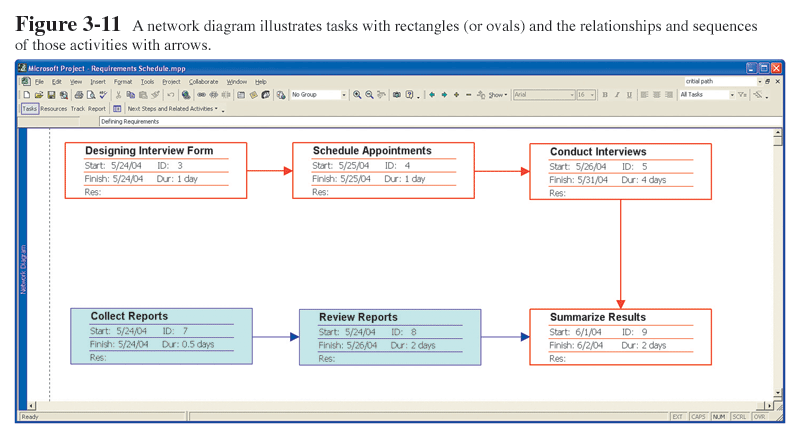 Figure 3-11 A network diagram illustrates tasks with rectangles (or ovals) and the relationships and sequences
of those activities with arrows.
Microsoft Project - Requirements Schedule.mpp
File Edit View Insert Format Tools Project Collaborate Window Help
critial path
No Group
Show
Arial
16
B I U
All Tasks
Tasks Resources Track Report
Next Steps and Related Activities
Defining Requirements
Designing Interview Form
Start: 5/24/04 ID: 3
Finish: 5/24/04 Dur: 1 day
Res:
Schedule Appointments
Start: 5/25/04 ID: 4
Finish: 5/25/04 Dur: 1 day
Res:
Conduct Interviews
Start: 5/26/04 ID: 5
Finish: 5/31/04 Dur: 4 days
Res:
Network Diagram
Collect Reports
Start: 5/24/04 ID: 7
Finish: 5/24/04 Dur: 0.5 days
Res:
Review Reports
Start: 5/24/04 ID: 8
Finish: 5/26/04 Dur: 2 days
Res:
Summarize Results
Start: 6/1/04 ID: 9
Finish: 6/2/04 Dur: 2 days
Res:
Ready
EXT CAPS NUM SCRL OVR